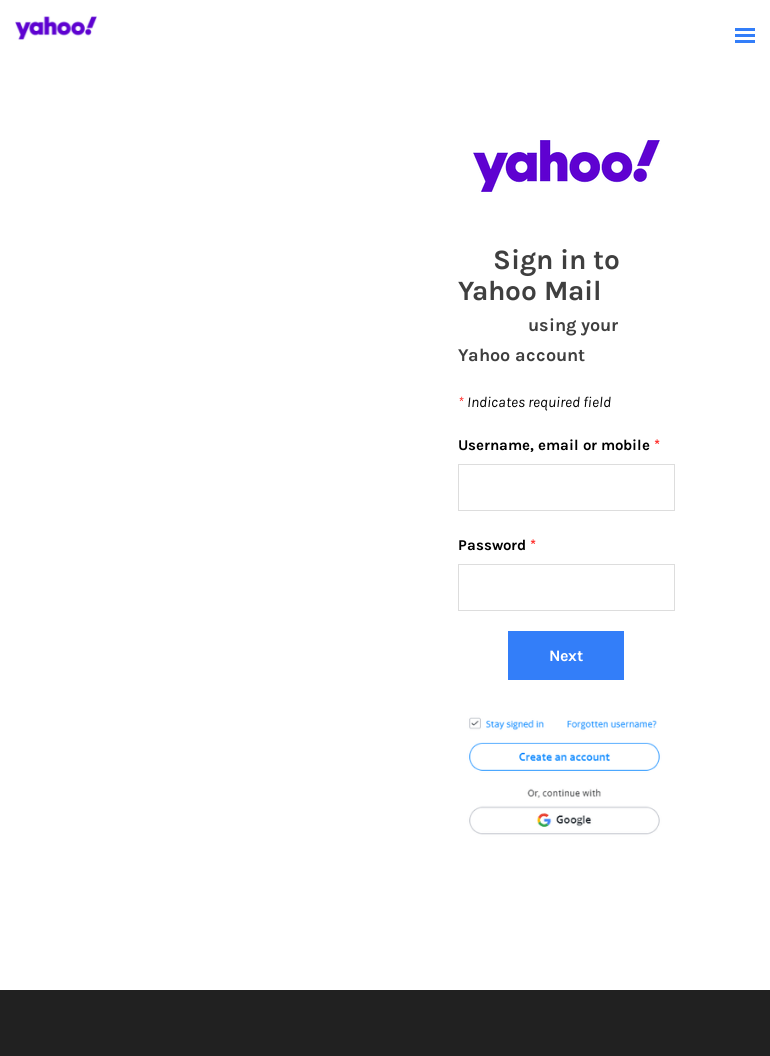 yahoo!
yahoo!
Sign in to
Yahoo Mail
using your
Yahoo account
* Indicates required field
Username, email or mobile *
Password *
Next
Stay signed in Forgotten username?
Create an account
Or, continue with
Google